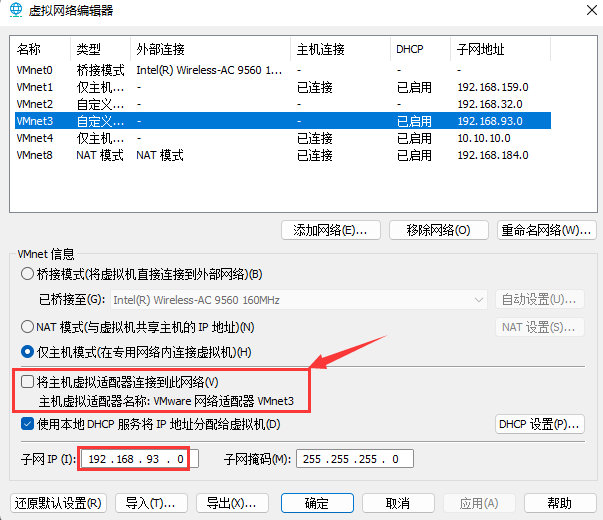 虚拟网络编辑器
名称 类型 外部连接 主机连接 DHCP 子网地址
VMnet0 桥接模式 Intel(R) Wireless-AC 9560 1... - - -
VMnet1 仅主机... - 已连接 已启用 192.168.159.0
VMnet2 自定义... - - - 192.168.32.0
VMnet3 自定义... - - 已启用 192.168.93.0
VMnet4 仅主机... - 已连接 已启用 10.10.10.0
VMnet8 NAT 模式 NAT 模式 已连接 已启用 192.168.184.0
添加网络(E)... 移除网络(O) 重命名网络(W)...
VMnet 信息
桥接模式(将虚拟机直接连接到外部网络)(B)
已桥接至(G): Intel(R) Wireless-AC 9560 160MHz 自动设置(U)...
NAT 模式(与虚拟机共享主机的 IP 地址)(N) NAT 设置(S)...
仅主机模式(在专用网络内连接虚拟机)(H)
将主机虚拟适配器连接到此网络(V)
主机虚拟适配器名称: VMware 网络适配器 VMnet3
使用本地 DHCP 服务将 IP 地址分配给虚拟机(D) DHCP 设置(P)...
子网 IP (I): 192 . 168 . 93 . 0 子网掩码(M): 255 . 255 . 255 . 0
还原默认设置(R) 导入(T)... 导出(X)... 确定 取消 应用(A) 帮助